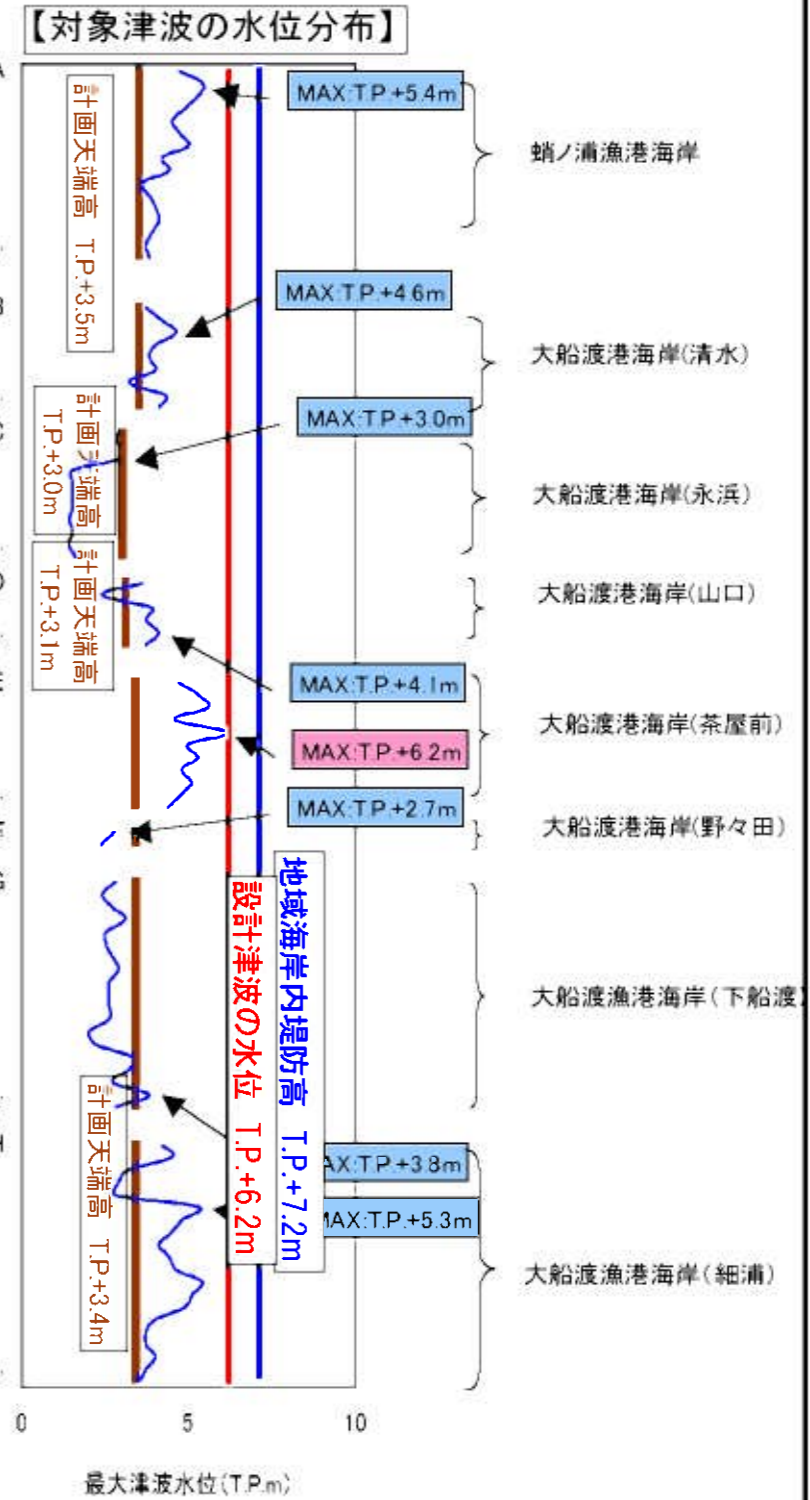 【対象津波の水位分布】
計画天端高 T.P.+3.5m
MAX:T.P.+5.4m
蛸ノ浦漁港海岸
MAX:T.P.+4.6m
大船渡港海岸(清水)
計画天端高
T.P.+3.0m
MAX:T.P+3.0m
大船渡港海岸(永浜)
計画天端高
T.P.+3.1m
大船渡港海岸(山口)
MAX:T.P.+4.1m
大船渡港海岸(茶屋前)
MAX:T.P.+6.2m
MAX:T.P.+2.7m
大船渡港海岸(野々田)
地域海岸内堤防高 T.P.+7.2m
設計津波の水位 T.P.+6.2m
大船渡漁港海岸(下船渡)
計画天端高 T.P.+3.4m
AX:T.P.+3.8m
MAX:T.P.+5.3m
大船渡漁港海岸(細浦)
0 5 10
最大津波水位(T.P.m)